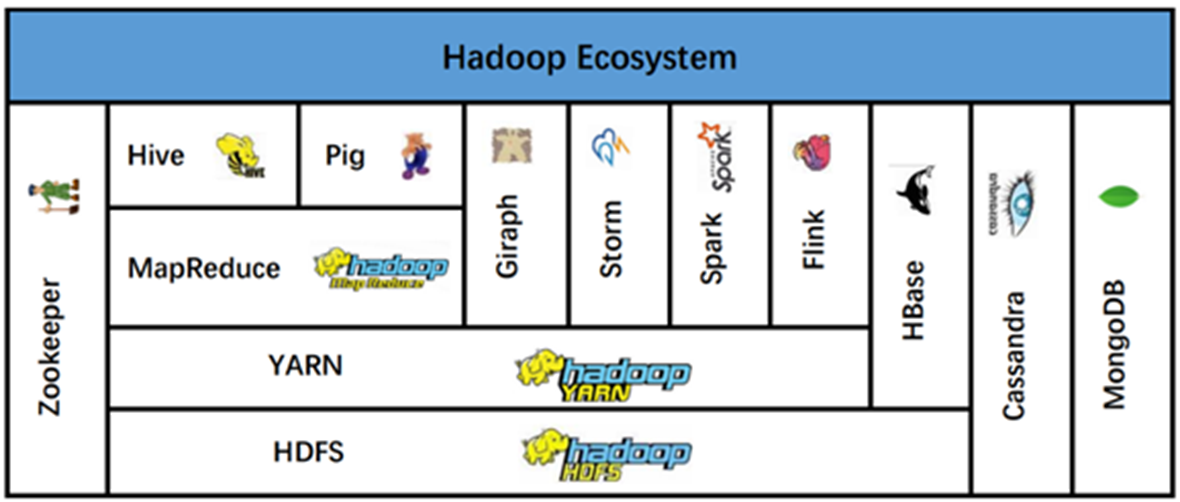 Hadoop Ecosystem
Zookeeper
Hive
HIVE
Pig
MapReduce
hadoop
Map Reduce
Giraph
Storm
Spark
Spark
Flink
HBase
cassandra
Cassandra
MongoDB
YARN
hadoop
YARN
HDFS
hadoop
HDFS